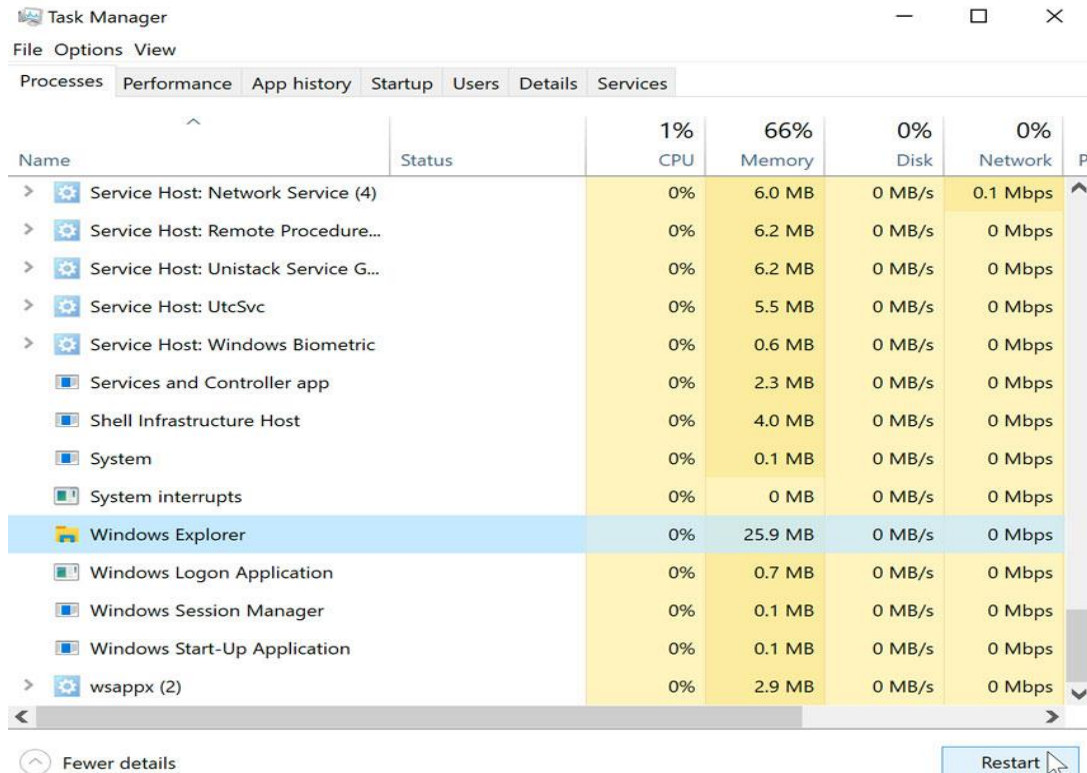 Task Manager
File Options View
Processes Performance App history Startup Users Details Services
1% 66% 0% 0%
Name Status CPU Memory Disk Network P
Service Host: Network Service (4) 0% 6.0 MB 0 MB/s 0.1 Mbps
Service Host: Remote Procedure... 0% 6.2 MB 0 MB/s 0 Mbps
Service Host: Unistack Service G... 0% 6.2 MB 0 MB/s 0 Mbps
Service Host: UtcSvc 0% 5.5 MB 0 MB/s 0 Mbps
Service Host: Windows Biometric 0% 0.6 MB 0 MB/s 0 Mbps
Services and Controller app 0% 2.3 MB 0 MB/s 0 Mbps
Shell Infrastructure Host 0% 4.0 MB 0 MB/s 0 Mbps
System 0% 0.1 MB 0 MB/s 0 Mbps
System interrupts 0% 0 MB 0 MB/s 0 Mbps
Windows Explorer 0% 25.9 MB 0 MB/s 0 Mbps
Windows Logon Application 0% 0.7 MB 0 MB/s 0 Mbps
Windows Session Manager 0% 0.1 MB 0 MB/s 0 Mbps
Windows Start-Up Application 0% 0.1 MB 0 MB/s 0 Mbps
wsappx (2) 0% 2.9 MB 0 MB/s 0 Mbps
Fewer details Restart